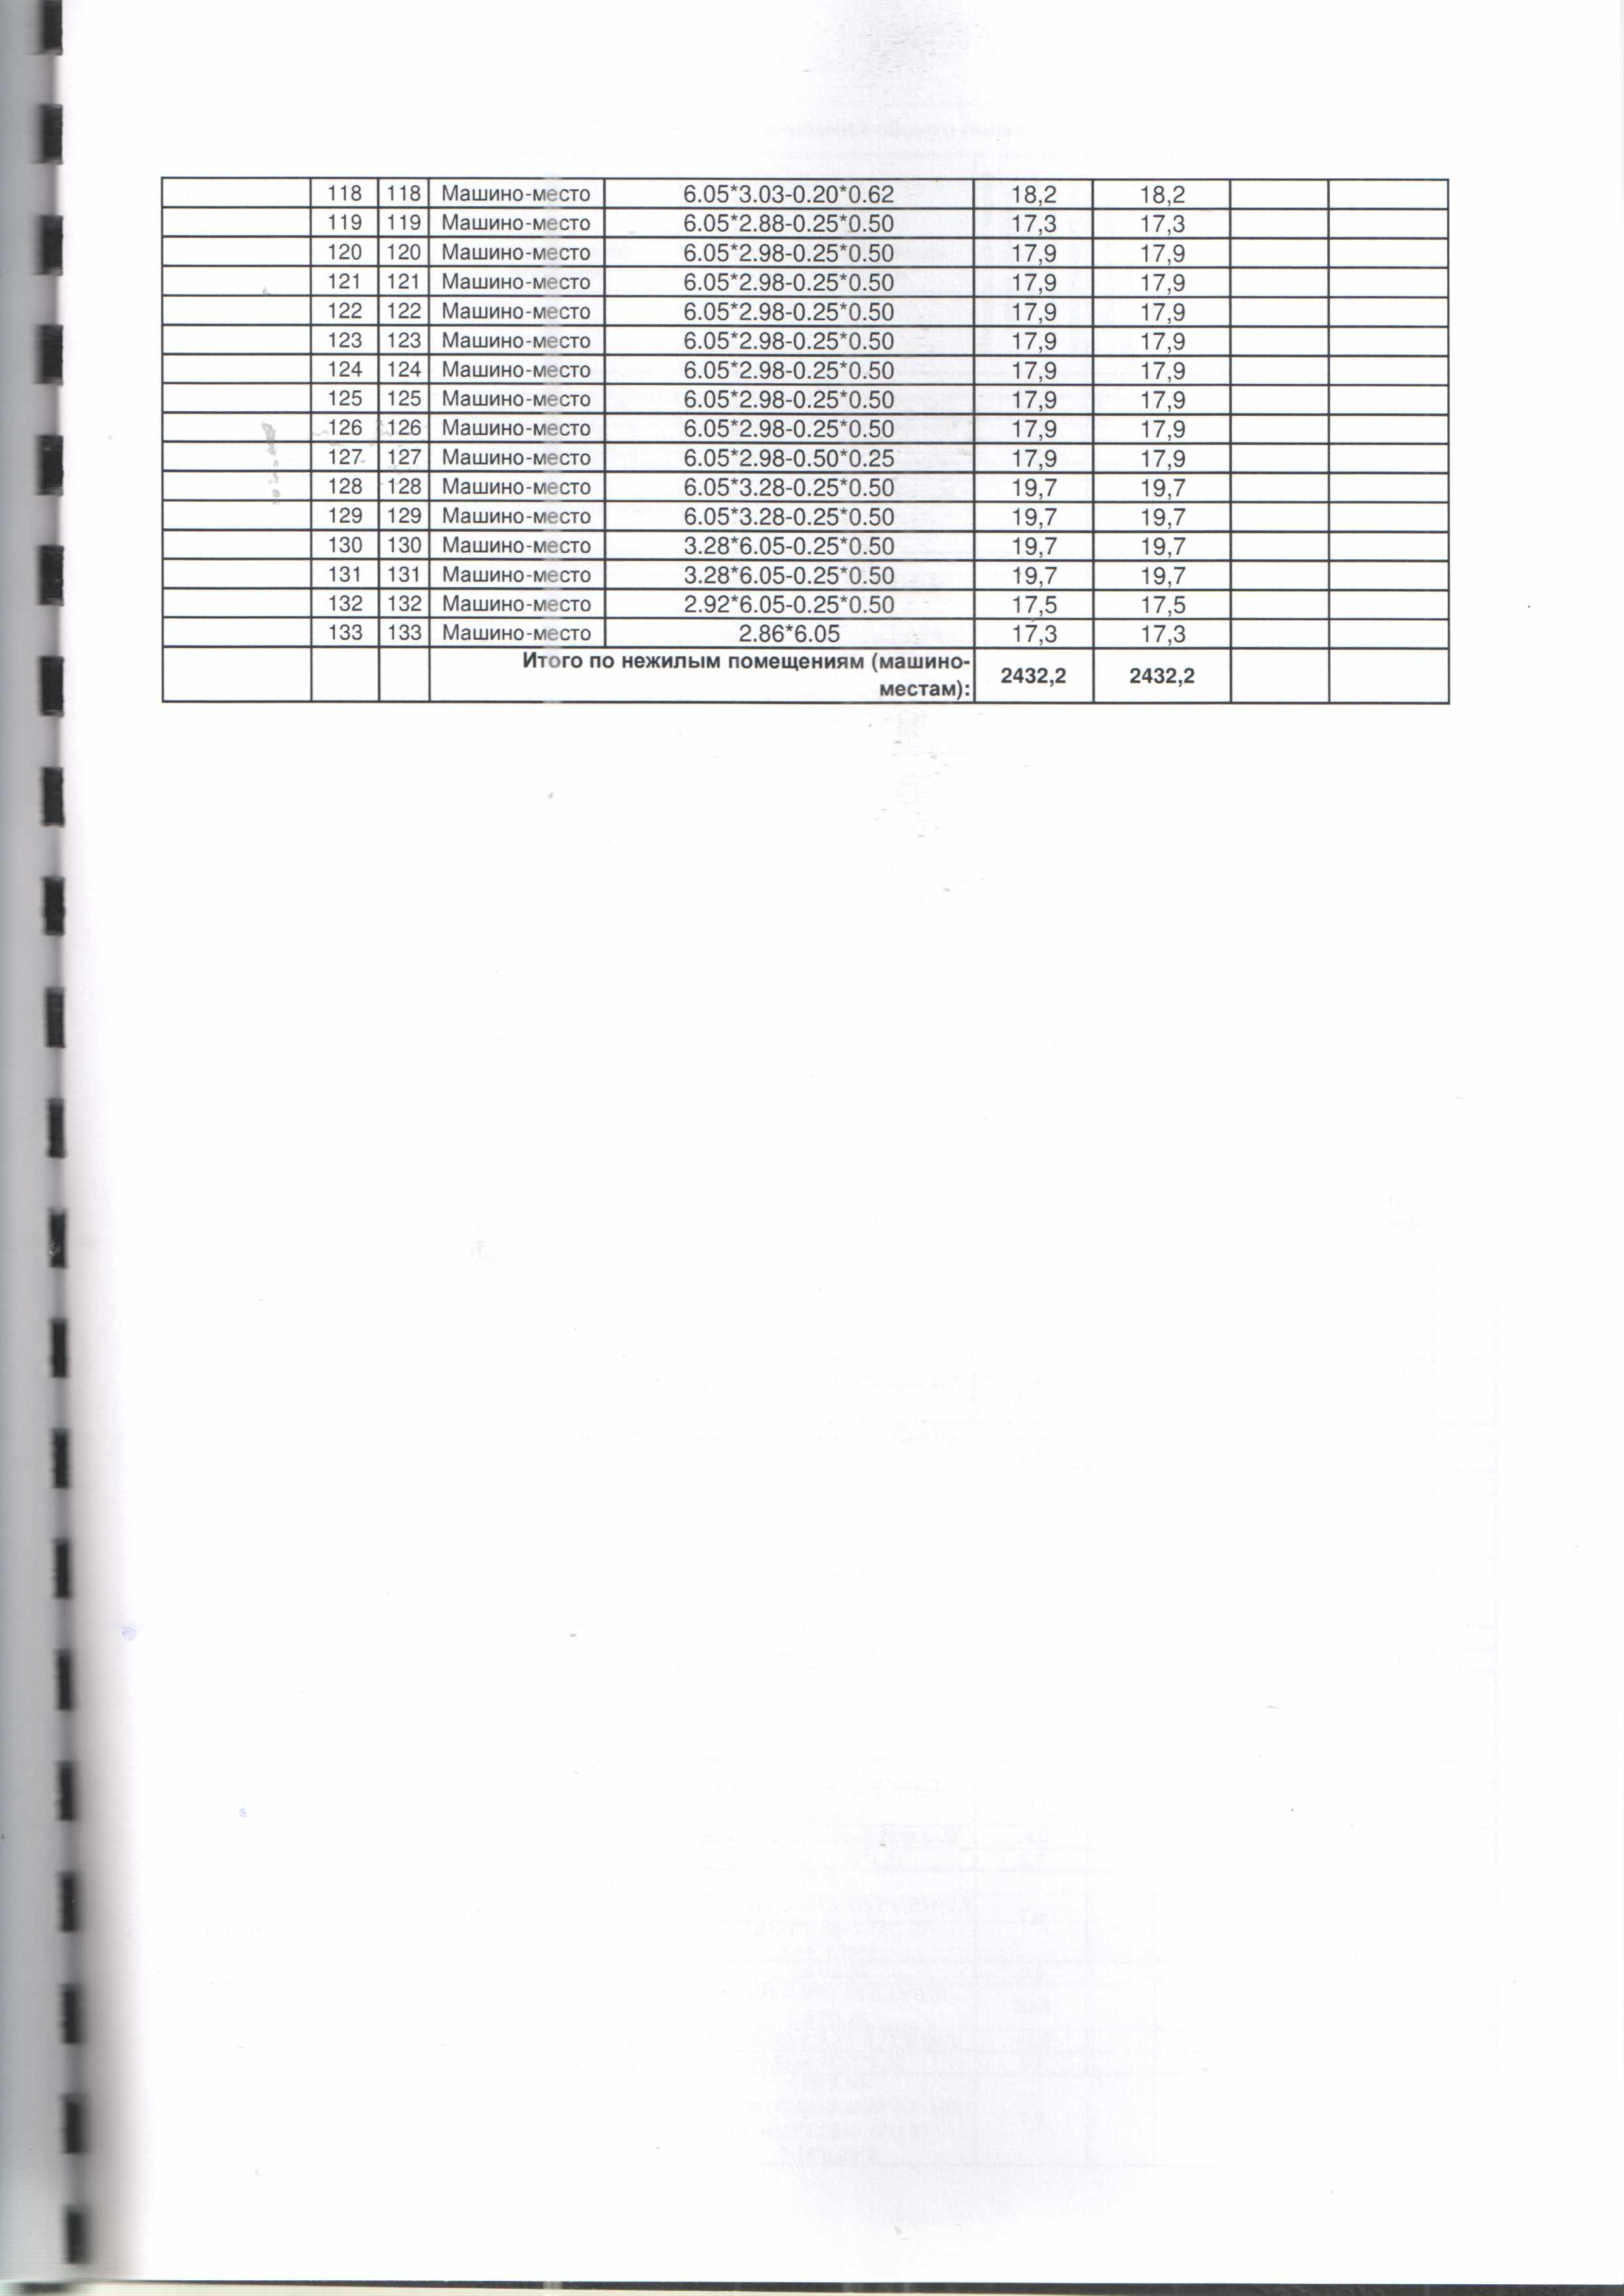 118 118 Машино-место 6.05*3.03-0.20*0.62 18,2 18,2
119 119 Машино-место 6.05*2.88-0.25*0.50 17,3 17,3
120 120 Машино-место 6.05*2.98-0.25*0.50 17,9 17,9
121 121 Машино-место 6.05*2.98-0.25*0.50 17,9 17,9
122 122 Машино-место 6.05*2.98-0.25*0.50 17,9 17,9
123 123 Машино-место 6.05*2.98-0.25*0.50 17,9 17,9
124 124 Машино-место 6.05*2.98-0.25*0.50 17,9 17,9
125 125 Машино-место 6.05*2.98-0.25*0.50 17,9 17,9
126 126 Машино-место 6.05*2.98-0.25*0.50 17,9 17,9
127 127 Машино-место 6.05*2.98-0.50*0.25 17,9 17,9
128 128 Машино-место 6.05*3.28-0.25*0.50 19,7 19,7
129 129 Машино-место 6.05*3.28-0.25*0.50 19,7 19,7
130 130 Машино-место 3.28*6.05-0.25*0.50 19,7 19,7
131 131 Машино-место 3.28*6.05-0.25*0.50 19,7 19,7
132 132 Машино-место 2.92*6.05-0.25*0.50 17,5 17,5
133 133 Машино-место 2.86*6.05 17,3 17,3
Итого по нежилым помещениям (машино-
местам): 2432,2 2432,2